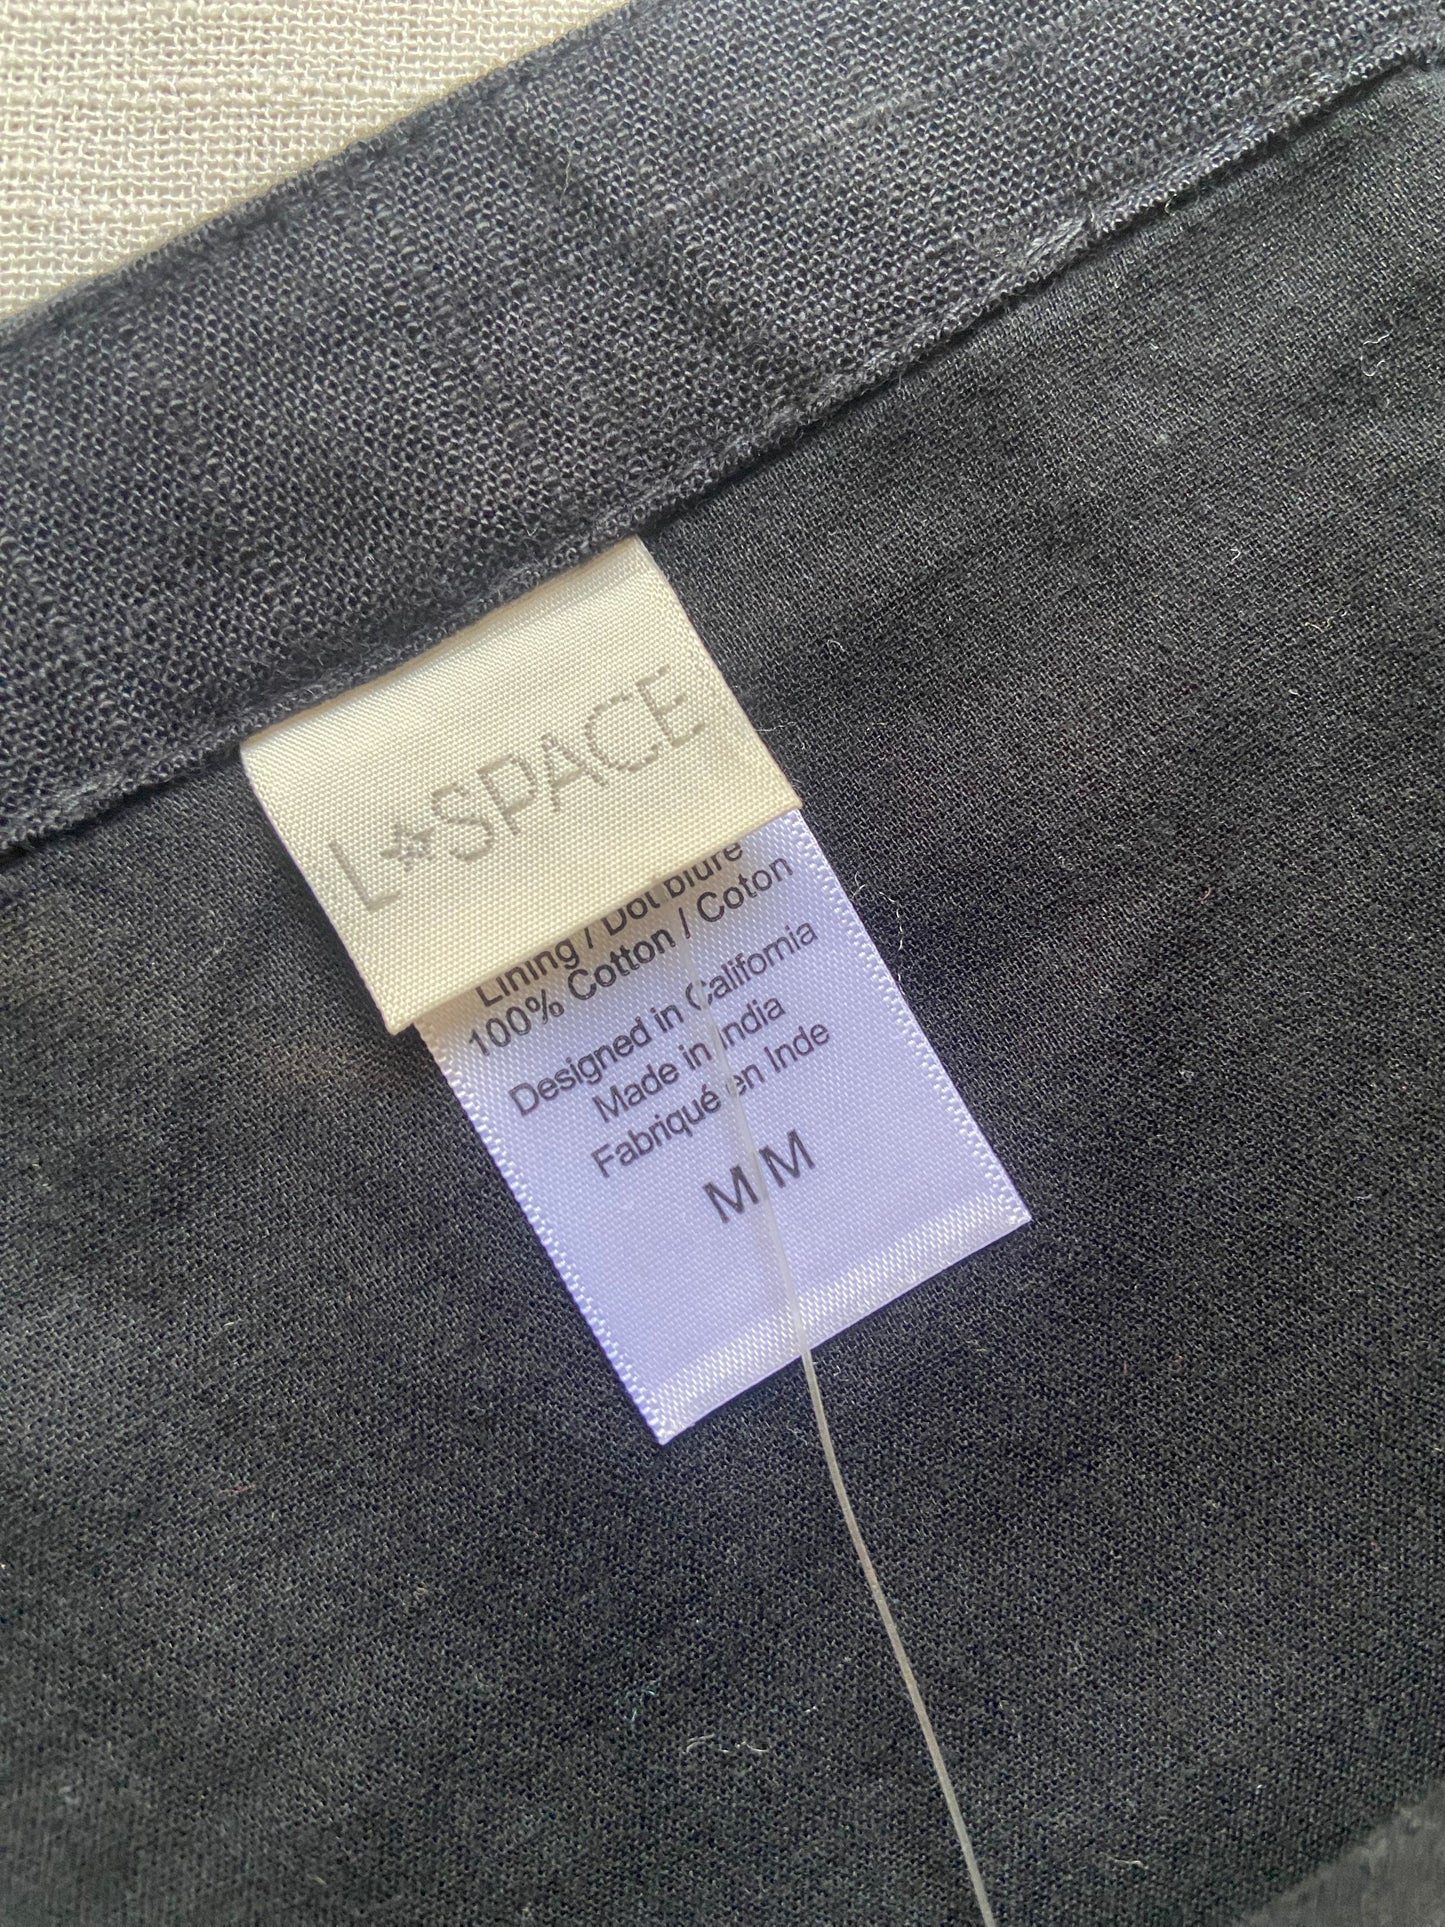 L★SPACE
Lining / Doublure
100% Cotton / Coton
Designed in California
Made in India
Fabriqué en Inde
M/M